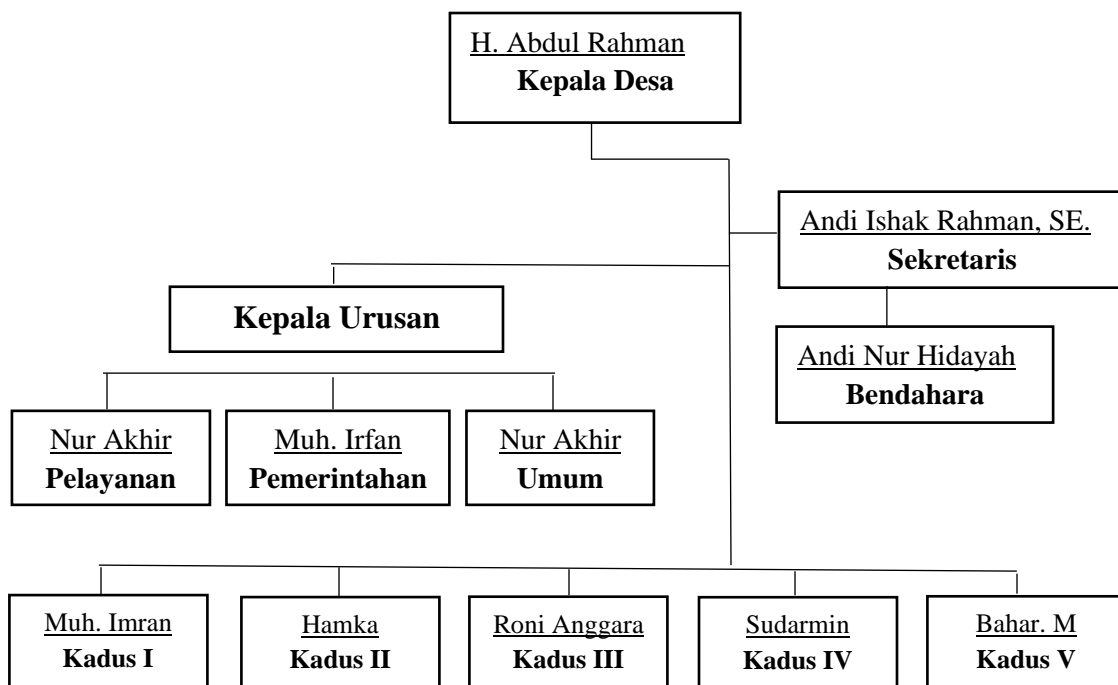 H. Abdul Rahman
Kepala Desa
Andi Ishak Rahman, SE.
Sekretaris
Kepala Urusan
Andi Nur Hidayah
Bendahara
Nur Akhir
Pelayanan
Muh. Irfan
Pemerintahan
Nur Akhir
Umum
Muh. Imran
Kadus I
Hamka
Kadus II
Roni Anggara
Kadus III
Sudarmin
Kadus IV
Bahar. M
Kadus V